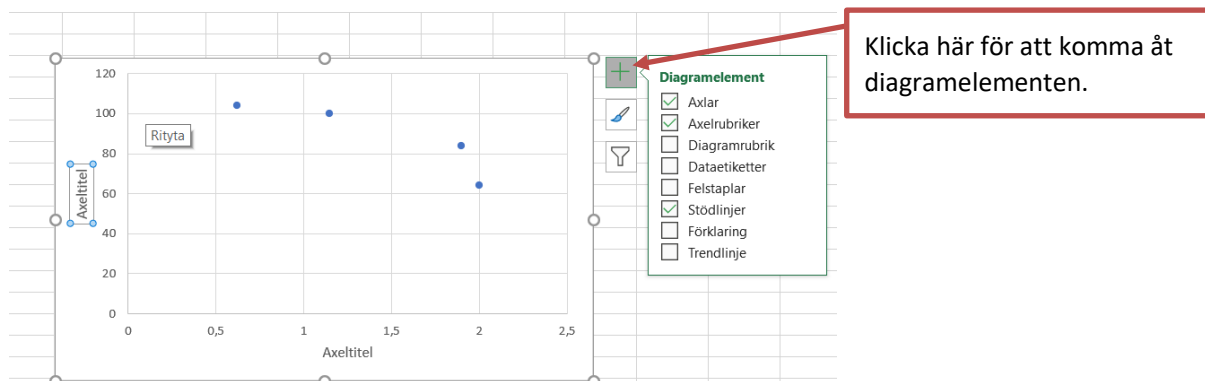 Klicka här för att komma åt
diagramelementen.
120
100
80
60
40
20
0
Rityta
Axeltitel
0
0,5
1
1,5
2
2,5
Axeltitel
Diagramelement
Axlar
Axelrubriker
Diagramrubrik
Dataetiketter
Felstaplar
Stödlinjer
Förklaring
Trendlinje